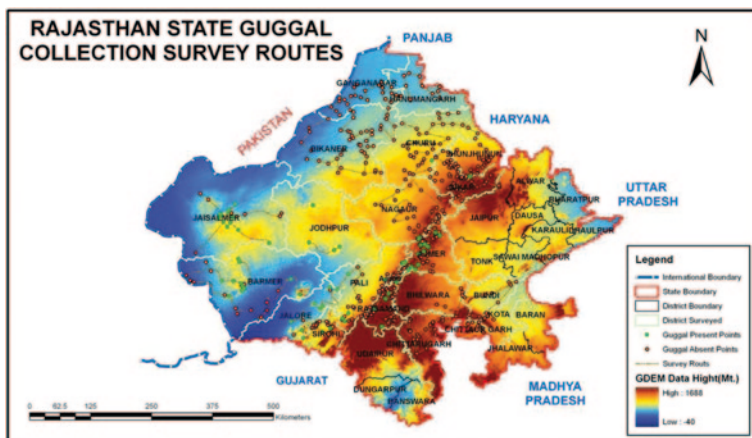 RAJASTHAN STATE GUGGAL
COLLECTION SURVEY ROUTES
PANJAB
N
GANGANAGAR
HANUMANGARH
HARYANA
PAKISTAN
BIKANER
CHURU
JHUNJHUNUN
SIKAR
ALWAR
UTTAR
PRADESH
BHARATPUR
JAISALMER
NAGAUR
JAIPUR
DAUSA
JODHPUR
KARAULI
DHAULPUR
AJMER
TONK
SAWAI MADHOPUR
BARMER
PALI
BUNDI
JALORE
RAJSAMAND
KOTA
BARAN
SIROHI
CHITTAURGARH
CHITTAURGARH
JHALAWAR
UDAIPUR
GUJARAT
DUNGARPUR
BANSWARA
MADHYA
PRADESH
Legend
International Boundary
State Boundary
District Boundary
District Surveyed
Guggal Present Points
Guggal Absent Points
Survey Routes
GDEM Data Hight(Mt.)
High : 1688
Low : -40
0 62.5 125 250 375 500
Kilometers